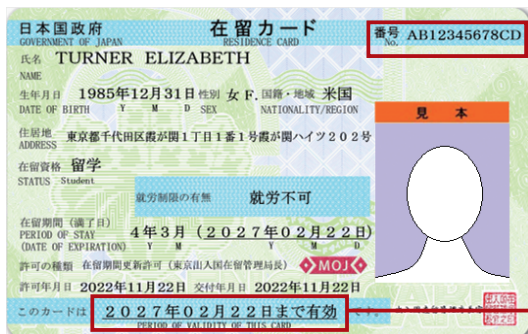 日本国政府 在留カード 番号 AB12345678CD
GOVERNMENT OF JAPAN RESIDENCE CARD No.
氏名 TURNER ELIZABETH
NAME
生年月日 1985年12月31日 性別 女 F. 国籍・地域 米国
DATE OF BIRTH Y M D SEX NATIONALITY/REGION
見本
住居地 東京都千代田区霞が関1丁目1番1号霞が関ハイツ202号
ADDRESS
在留資格 留学
STATUS Student
就労制限の有無 就労不可
在留期間(満了日) 4年3月(2027年02月22日)
PERIOD OF STAY
(DATE OF EXPIRATION) Y M Y M D
許可の種類 在留期間更新許可(東京出入国在留管理局長) MOJ
許可年月日 2022年11月22日 交付年月日 2022年11月22日
このカードは 2027年02月22日まで有効 です。
PERIOD OF VALIDITY OF THIS CARD